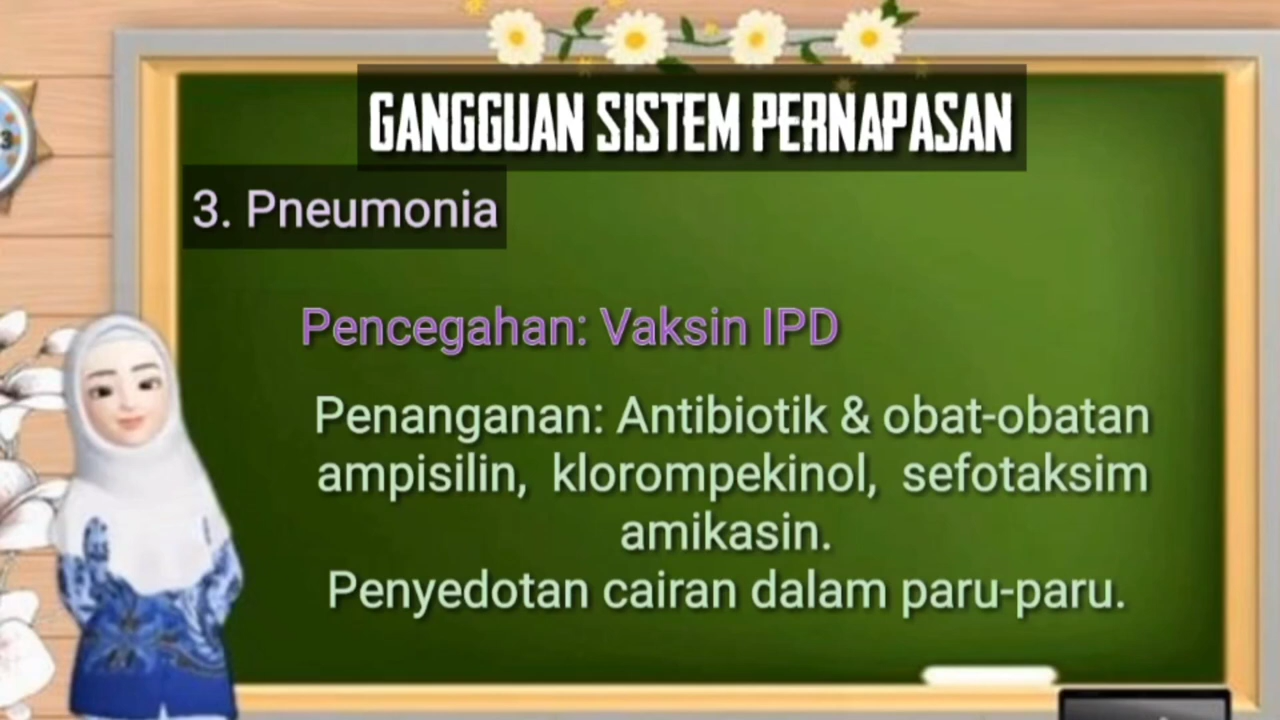 GANGGUAN SISTEM PERNAPASAN
3. Pneumonia
Pencegahan: Vaksin IPD
Penanganan: Antibiotik & obat-obatan
ampisilin, klorompekinol, sefotaksim
amikasin.
Penyedotan cairan dalam paru-paru.
3